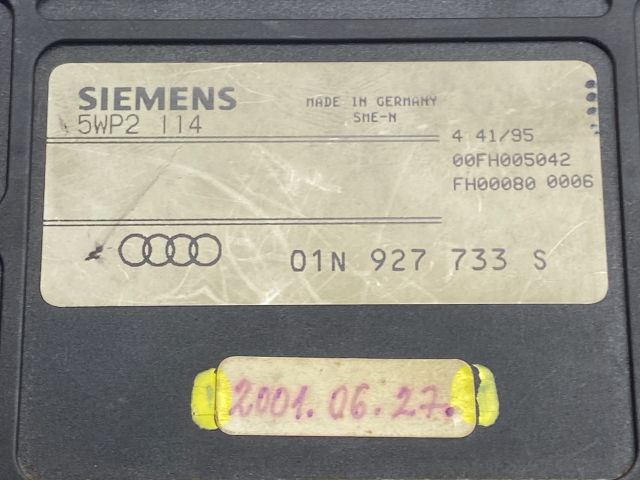 SIEMENS
5WP2 114
MADE IN GERMANY
SME-N
4 41/95
00FH005042
FH00080 0006
01N 927 733 S
2001. 06. 27.